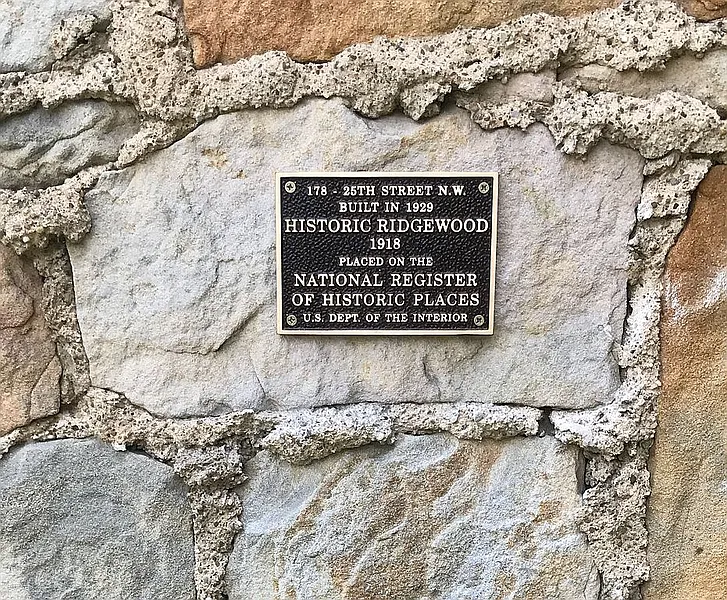 178 - 25TH STREET N.W.
BUILT IN 1929
HISTORIC RIDGEWOOD
1918
PLACED ON THE
NATIONAL REGISTER
OF HISTORIC PLACES
U.S. DEPT. OF THE INTERIOR